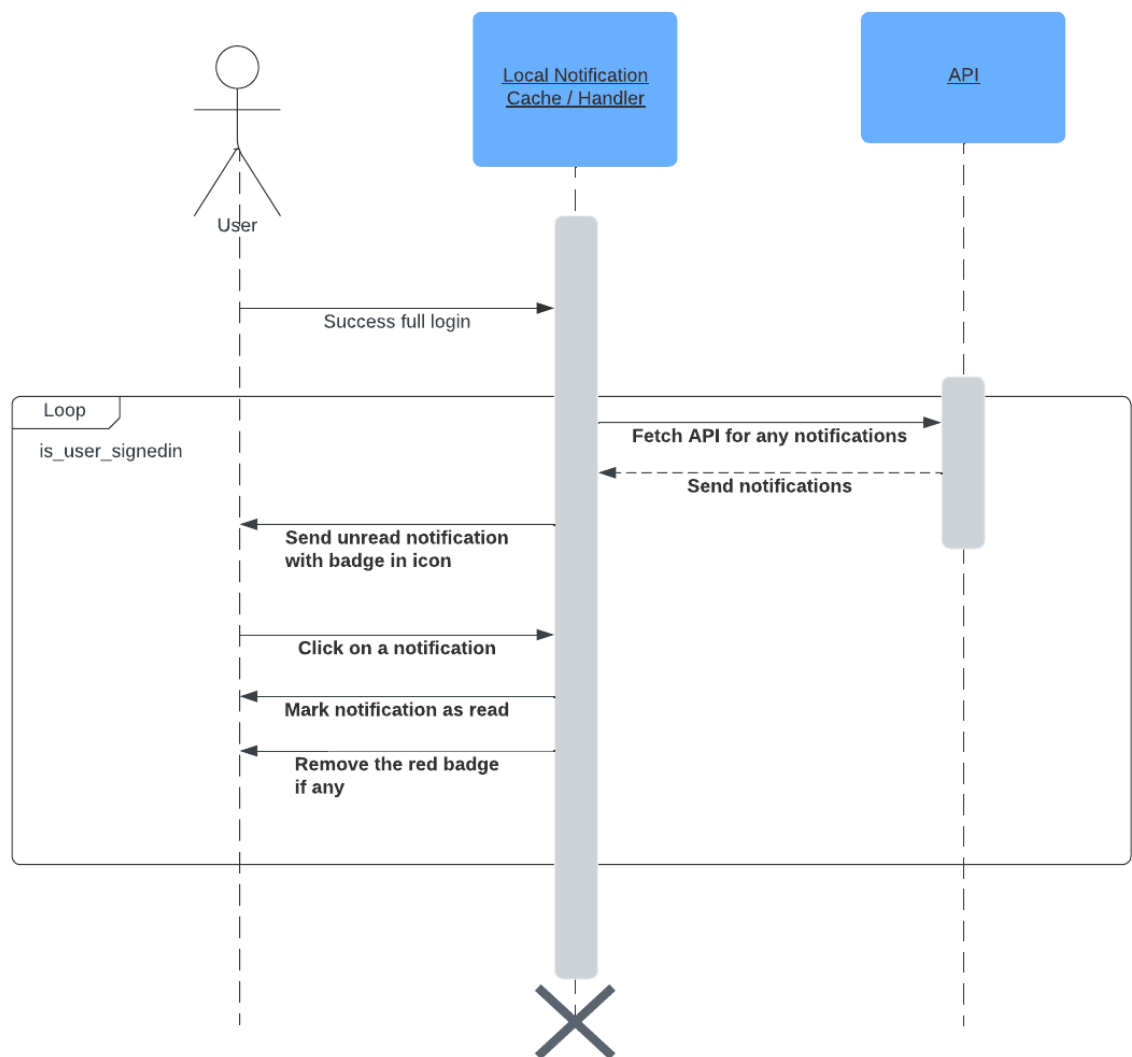 Local Notification
Cache / Handler
API
User
Success full login
Loop
is_user_signedin
Fetch API for any notifications
Send notifications
Send unread notification
with badge in icon
Click on a notification
Mark notification as read
Remove the red badge
if any